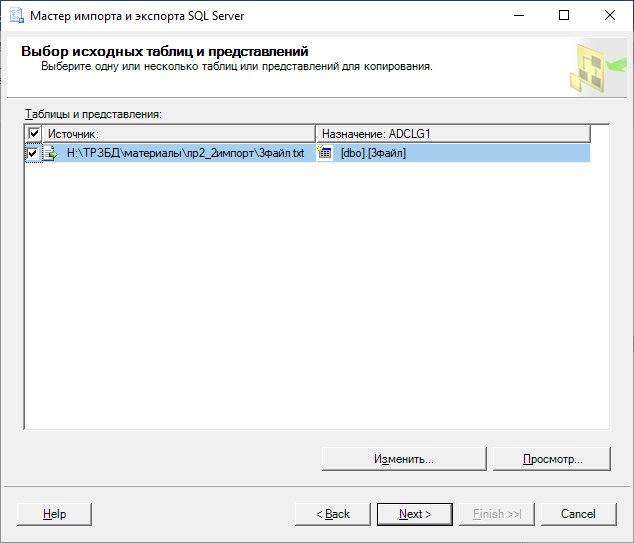 Мастер импорта и экспорта SQL Server
Выбор исходных таблиц и представлений
Выберите одну или несколько таблиц или представлений для копирования.
Таблицы и представления:
Источник: Назначение: ADCLG1
H:\ТРЗБД\материалы\пр2_2импорт\3файл.txt [dbo].[3файл]
Изменить... Просмотр...
Help < Back Next > Finish >>| Cancel